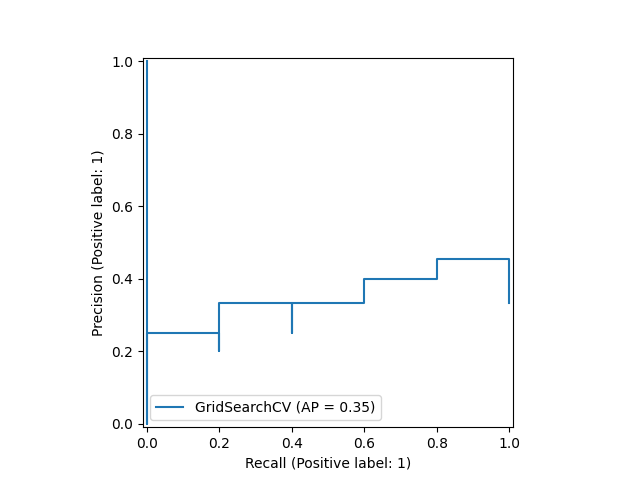 1.0
0.8
0.6
0.4
0.2
0.0
Precision (Positive label: 1)
GridSearchCV (AP = 0.35)
0.0 0.2 0.4 0.6 0.8 1.0
Recall (Positive label: 1)